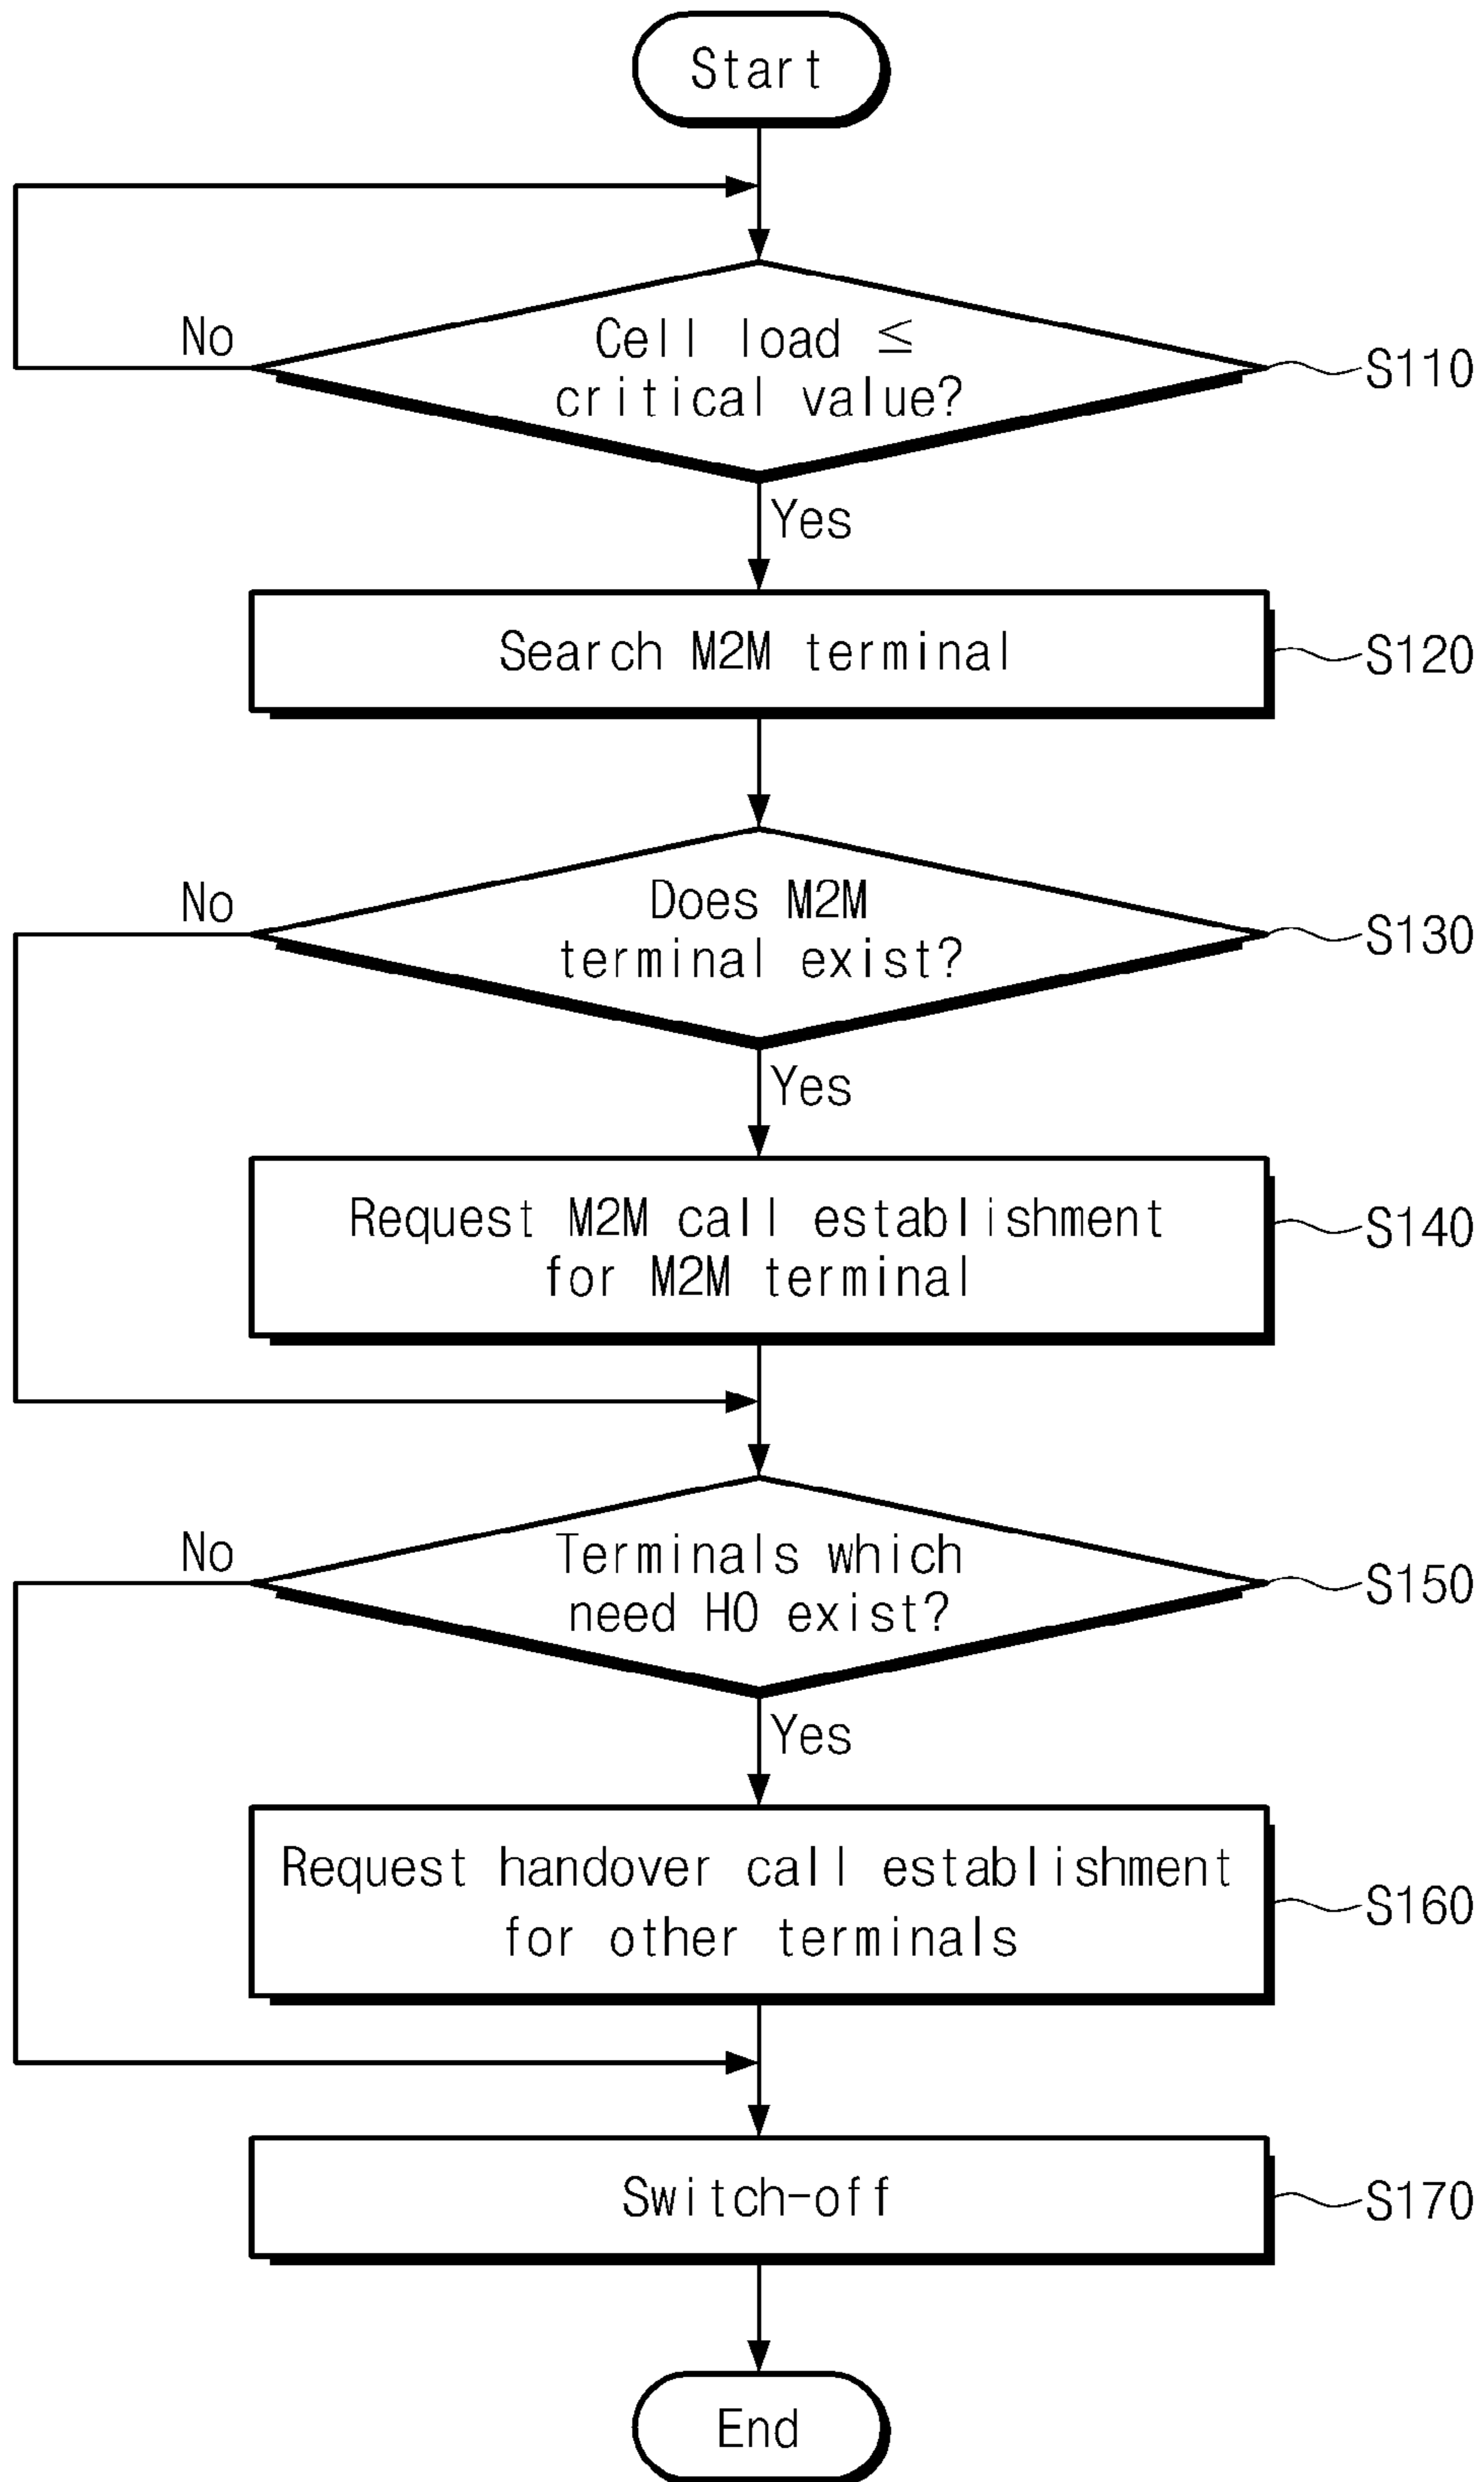 Start
No
Cell load ≤
critical value?
S110
Yes
Search M2M terminal
S120
No
Does M2M
terminal exist?
S130
Yes
Request M2M call establishment
for M2M terminal
S140
No
Terminals which
need HO exist?
S150
Yes
Request handover call establishment
for other terminals
S160
Switch-off
S170
End